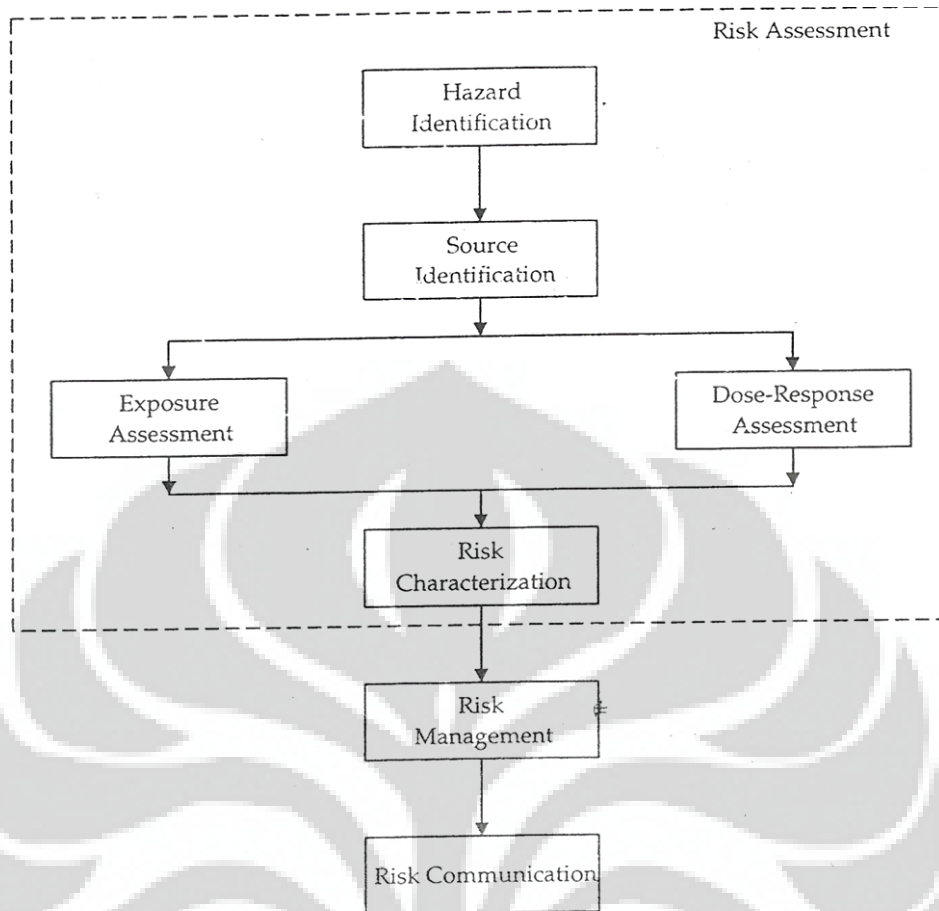 Risk Assessment
Hazard
Identification
Source
Identification
Exposure
Assessment
Dose-Response
Assessment
Risk
Characterization
Risk
Management
Risk Communication